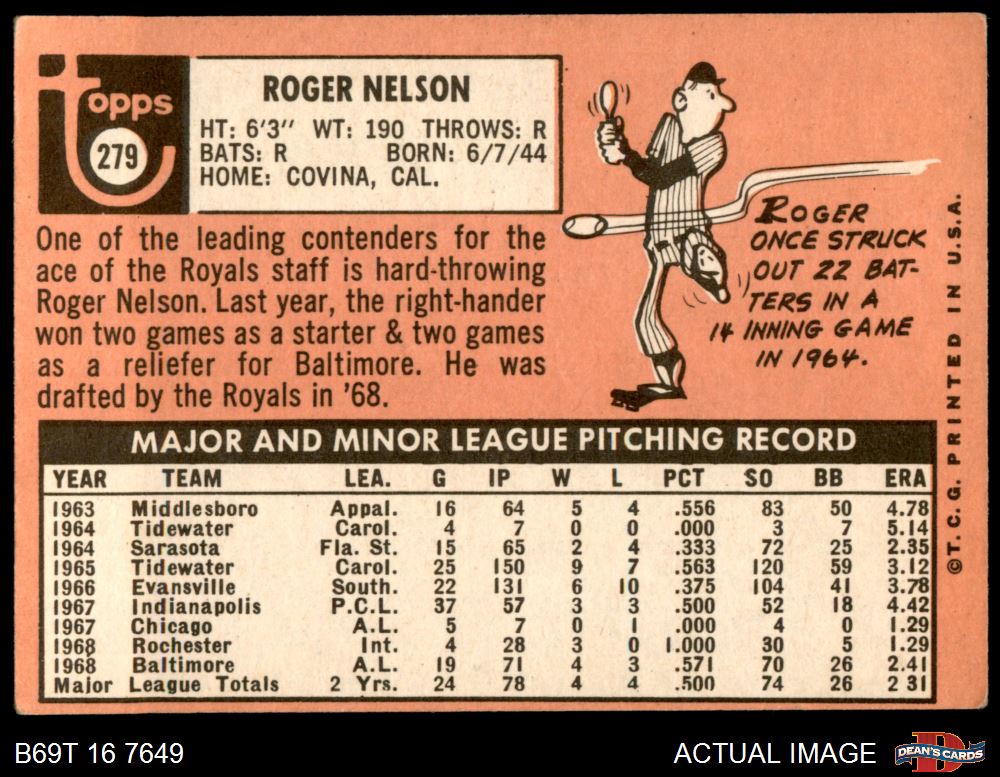 Topps
279
ROGER NELSON
HT: 6'3" WT: 190 THROWS: R
BATS: R BORN: 6/7/44
HOME: COVINA, CAL.
One of the leading contenders for the
ace of the Royals staff is hard-throwing
Roger Nelson. Last year, the right-hander
won two games as a starter & two games
as a reliefer for Baltimore. He was
drafted by the Royals in '68.
ROGER
ONCE STRUCK
OUT 22 BAT-
TERS IN A
14 INNING GAME
IN 1964.
MAJOR AND MINOR LEAGUE PITCHING RECORD
YEAR TEAM LEA. G IP W L PCT SO BB ERA
1963 Middlesboro Appal. 16 64 5 4 .556 83 50 4.78
1964 Tidewater Carol. 4 7 0 0 .000 3 7 5.14
1964 Sarasota Fla. St. 15 65 2 4 .333 72 25 2.35
1965 Tidewater Carol. 25 150 9 7 .563 120 59 3.12
1966 Evansville South. 22 131 6 10 .375 104 41 3.78
1967 Indianapolis P.C.L. 37 57 3 3 .500 52 18 4.42
1967 Chicago A.L. 5 7 0 1 .000 4 0 1.29
1968 Rochester Int. 4 28 3 0 1.000 30 5 1.29
1968 Baltimore A.L. 19 71 4 3 .571 70 26 2.41
Major League Totals 2 Yrs. 24 78 4 4 .500 74 26 2 31
©T.C.G. PRINTED IN U.S.A.
B69T 16 7649
ACTUAL IMAGE
DEAN'S CARDS